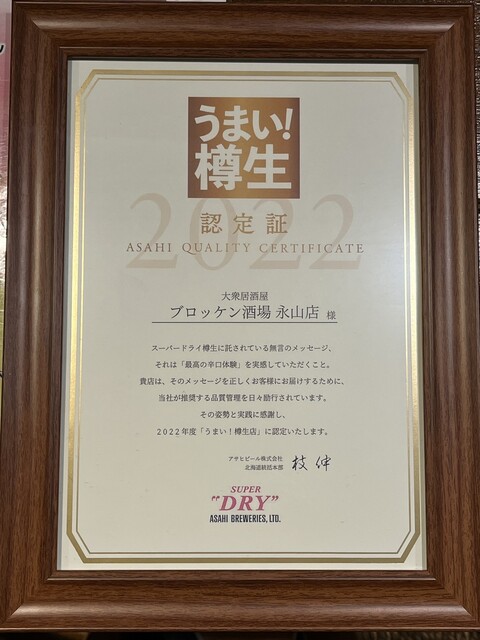 うまい!
樽生
2022
認定証
ASAHI QUALITY CERTIFICATE
大衆居酒屋
ブロッケン酒場 永山店 様
スーパードライ樽生に託されている無言のメッセージ、
それは「最高の辛口体験」を実感していただくこと。
貴店は、そのメッセージを正しくお客様にお届けするために、
当社が推奨する品質管理を日々励行されています。
その姿勢と実践に感謝し、
2022年度「うまい!樽生店」に認定いたします。
アサヒビール株式会社
北海道統括本部 枝 伸
SUPER
"DRY"
ASAHI BREWERIES, LTD.